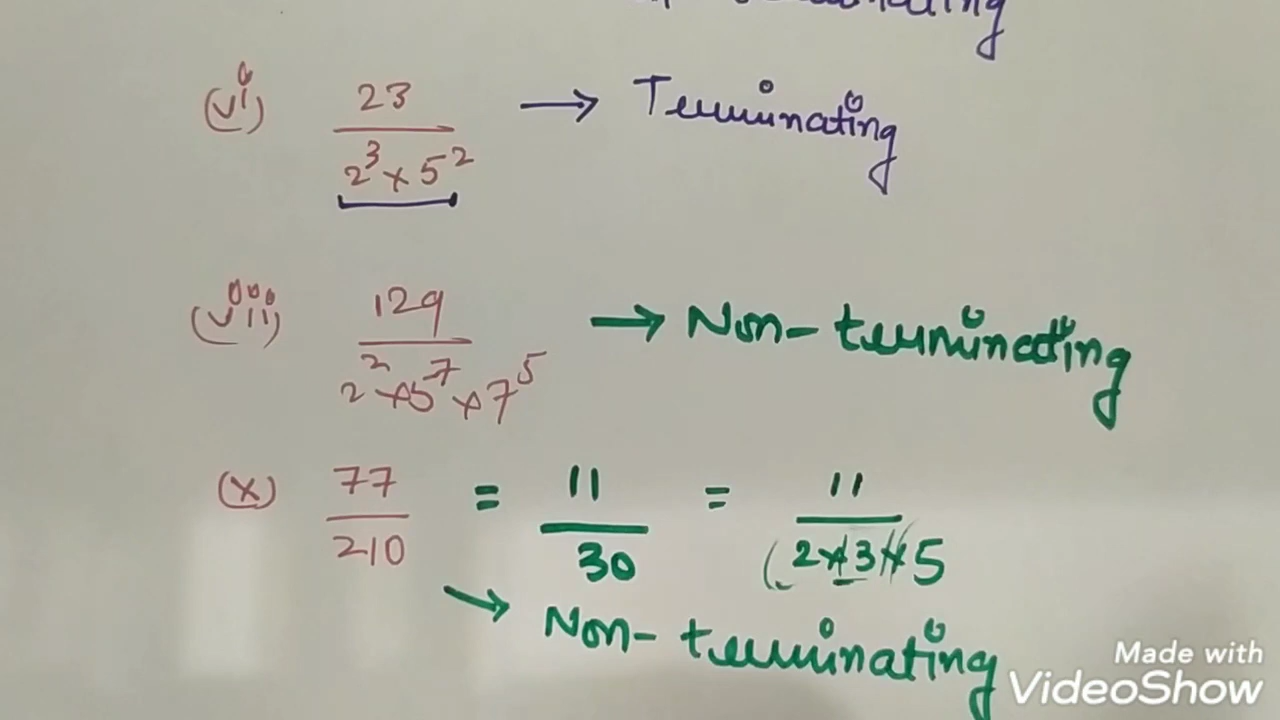 (vi) 23 / 2³ × 5² → Terminating
(viii) 129 / 2² × 5⁷ × 7⁵ → Non-terminating
(x) 77 / 210 = 11 / 30 = 11 / 2 × 3 × 5
→ Non-terminating
Made with
VideoShow